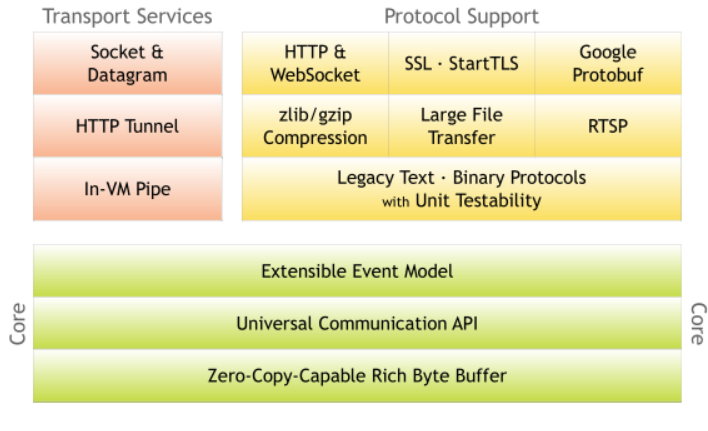 Transport Services
Socket &
Datagram
HTTP Tunnel
In-VM Pipe
Protocol Support
HTTP &
WebSocket
SSL · StartTLS
Google
Protobuf
zlib/gzip
Compression
Large File
Transfer
RTSP
Legacy Text · Binary Protocols
with Unit Testability
Core
Extensible Event Model
Universal Communication API
Zero-Copy-Capable Rich Byte Buffer
Core